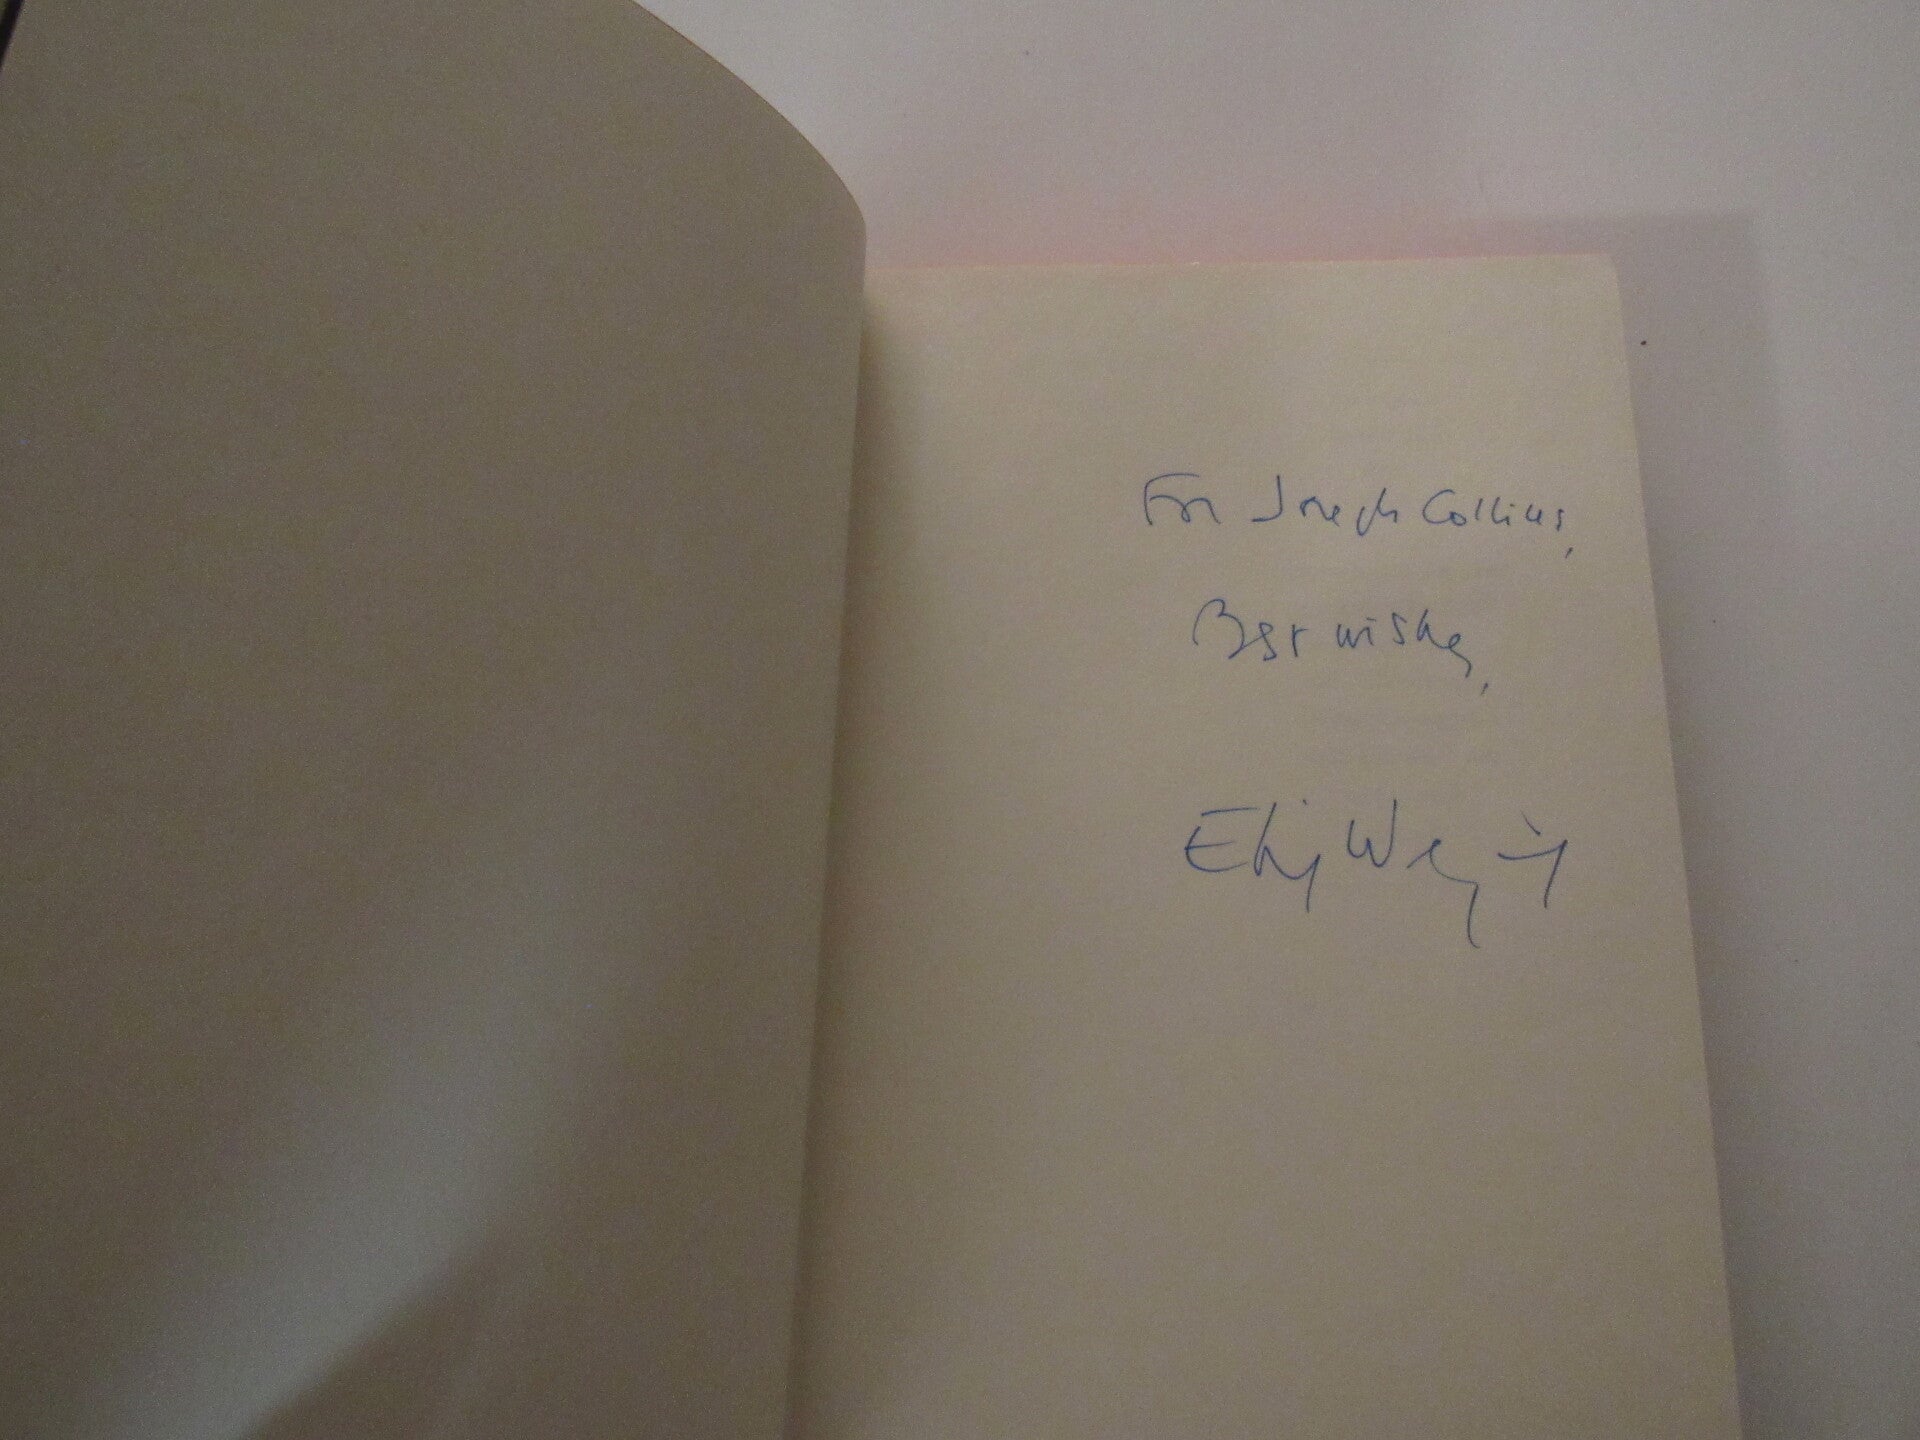 For Joseph Collins,
Best wishes,